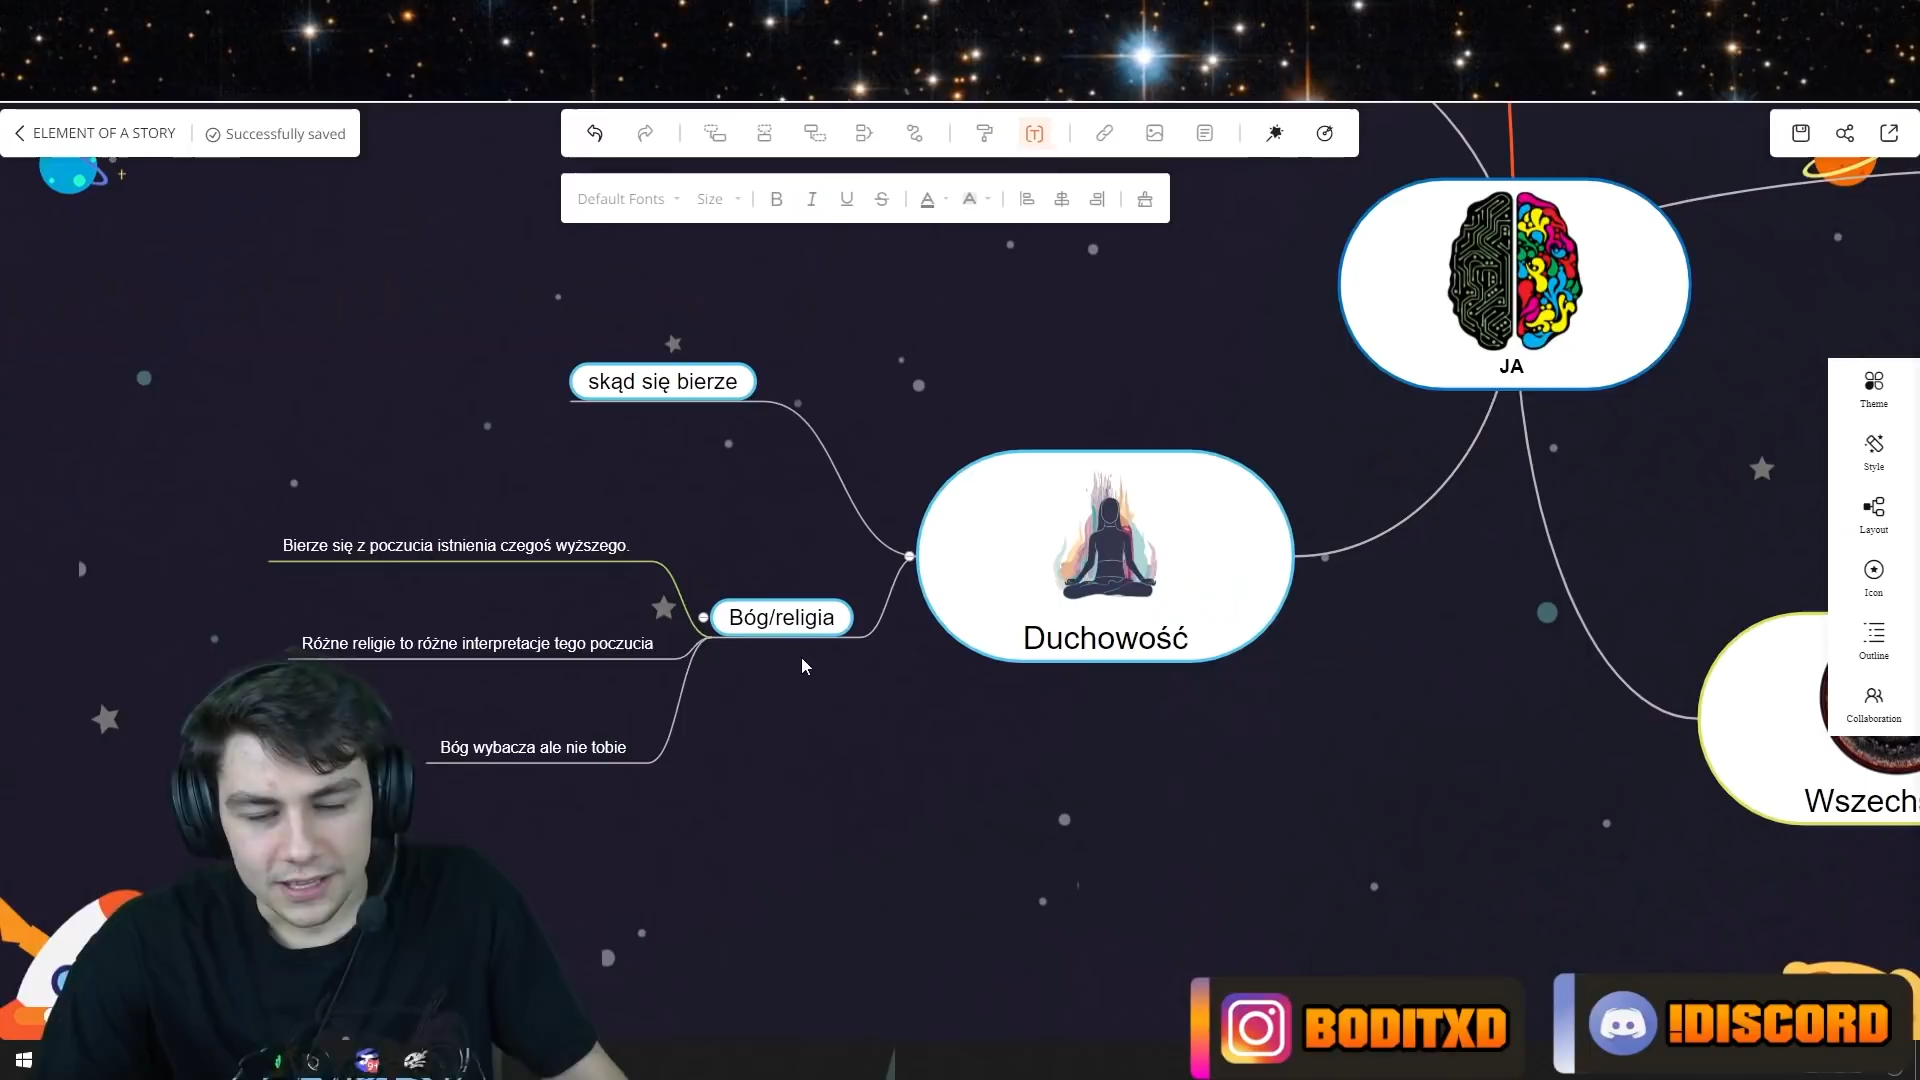 ELEMENT OF A STORY
Successfully saved
Default Fonts
Size
JA
skąd się bierze
Bierze się z poczucia istnienia czegoś wyższego.
Bóg/religia
Różne religie to różne interpretacje tego poczucia
Duchowość
Bóg wybacza ale nie tobie
Theme
Style
Layout
Icon
Outline
Collaboration
BODITXD
!DISCORD